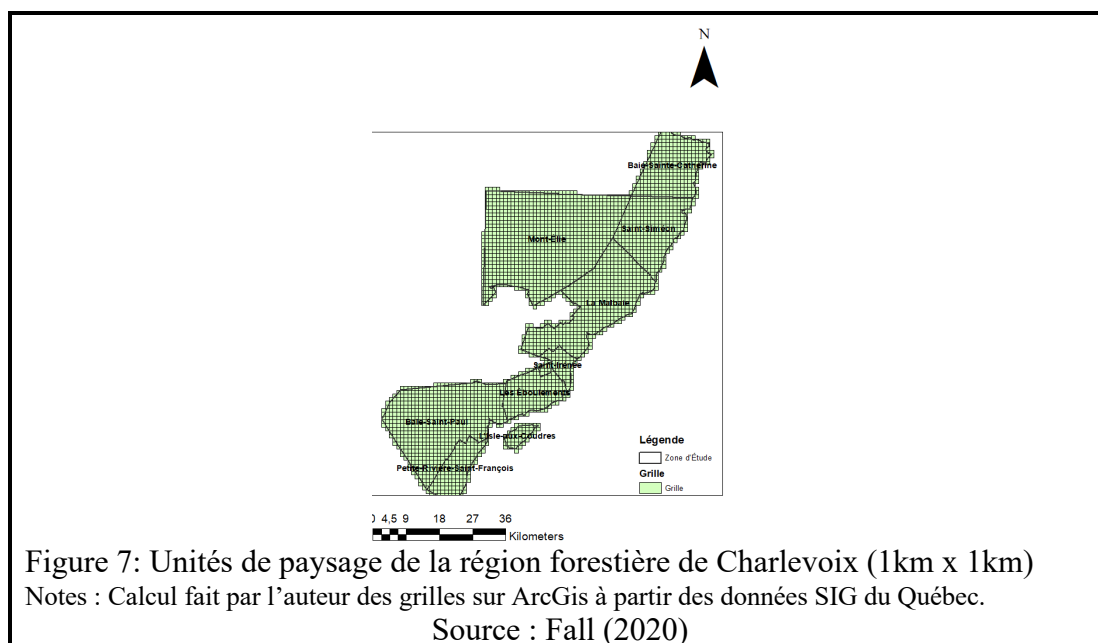 N
Baie-Sainte-Catherine
Saint-Siméon
Mont-Elie
La Malbaie
Saint-Irénée
Les Éboulements
Baie-Saint-Paul
L'Isle-aux-Coudres
Petite-Rivière-Saint-François
Légende
Zone d'Étude
Grille
Grille
0 4,5 9 18 27 36
Kilometers
Figure 7: Unités de paysage de la région forestière de Charlevoix (1km x 1km)
Notes : Calcul fait par l'auteur des grilles sur ArcGis à partir des données SIG du Québec.
Source : Fall (2020)